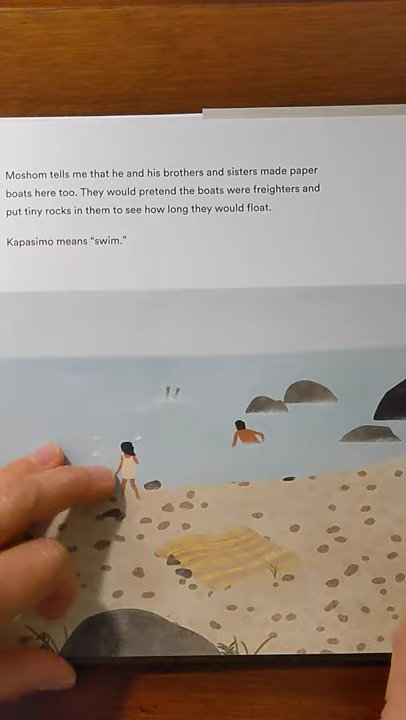 Moshom tells me that he and his brothers and sisters made paper
boats here too. They would pretend the boats were freighters and
put tiny rocks in them to see how long they would float.
Kapasimo means “swim.”